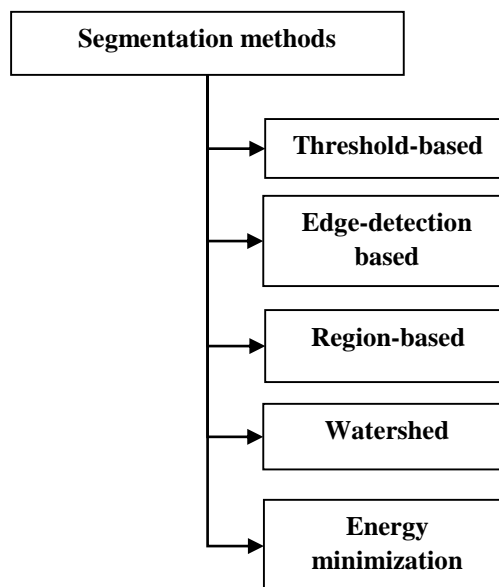 Segmentation methods
Threshold-based
Edge-detection
based
Region-based
Watershed
Energy
minimization